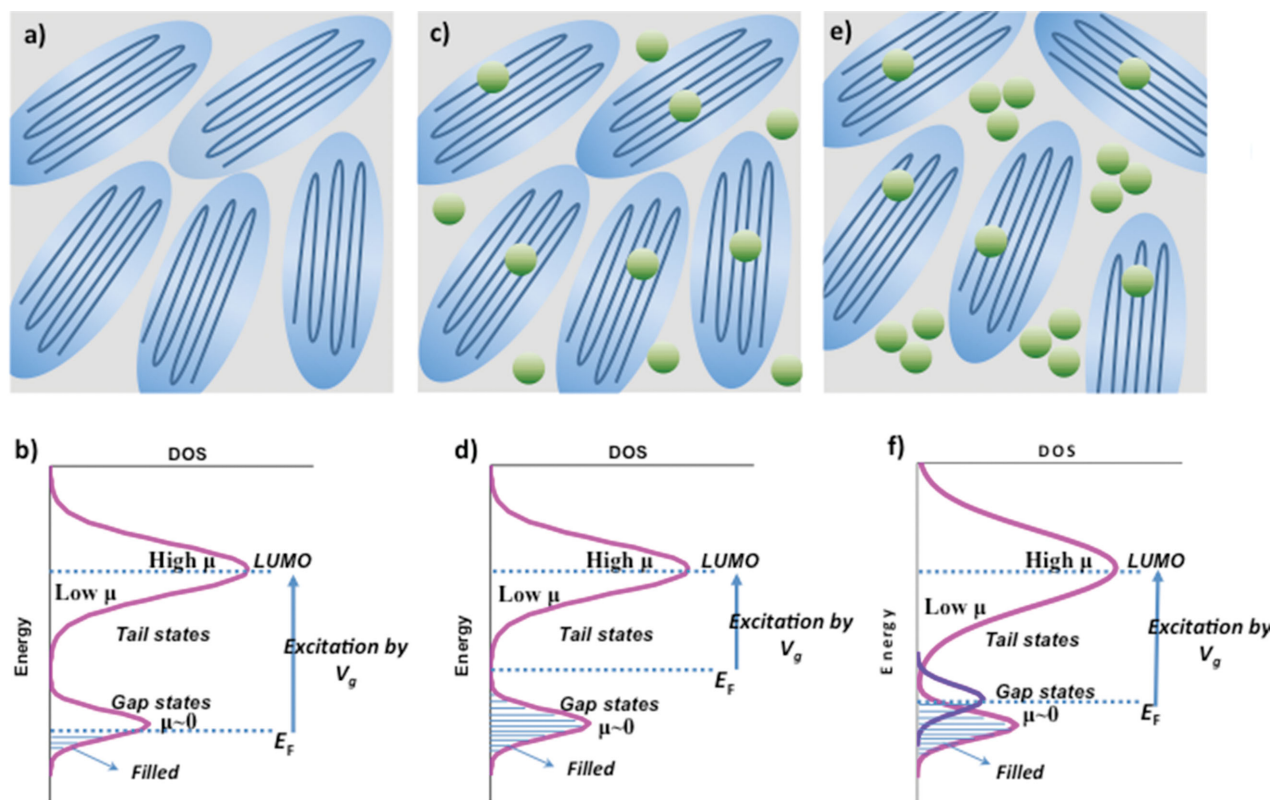 a)
c)
e)
b)
DOS
High μ
LUMO
Low μ
Tail states
Energy
Excitation by
Vg
Gap states
μ~0
EF
Filled
d)
DOS
High μ
LUMO
Low μ
Tail states
Energy
Excitation by
Vg
EF
Gap states
μ~0
Filled
f)
DOS
High μ
LUMO
Low μ
Tail states
Energy
Excitation by
Vg
Gap states
μ~0
EF
Filled